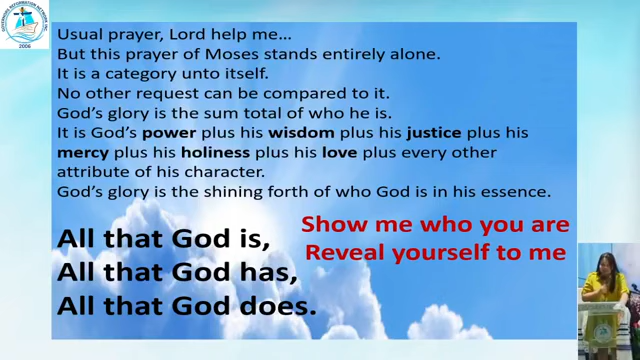 GOVERNORS REFORMATION NETWORK INC
2006
Usual prayer, Lord help me...
But this prayer of Moses stands entirely alone.
It is a category unto itself.
No other request can be compared to it.
God's glory is the sum total of who he is.
It is God's power plus his wisdom plus his justice plus his
mercy plus his holiness plus his love plus every other
attribute of his character.
God's glory is the shining forth of who God is in his essence.
Show me who you are
Reveal yourself to me
All that God is,
All that God has,
All that God does.